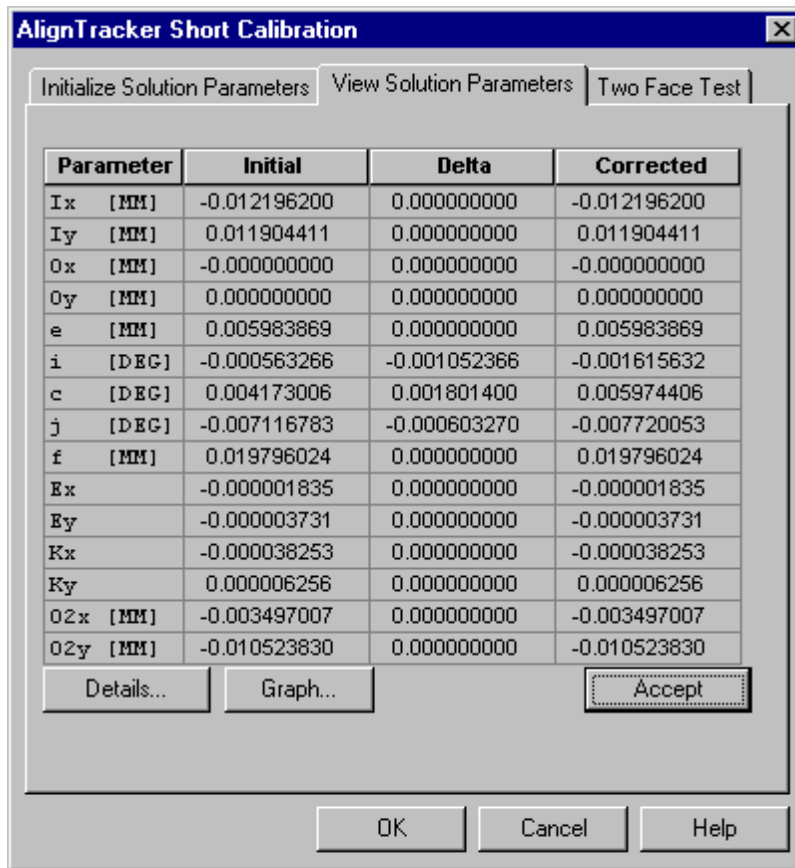 AlignTracker Short Calibration
Initialize Solution Parameters View Solution Parameters Two Face Test
Parameter Initial Delta Corrected
Ix [MM] -0.012196200 0.000000000 -0.012196200
Iy [MM] 0.011904411 0.000000000 0.011904411
Ox [MM] -0.000000000 0.000000000 -0.000000000
Oy [MM] 0.000000000 0.000000000 0.000000000
e [MM] 0.005983869 0.000000000 0.005983869
i [DEG] -0.000563266 -0.001052366 -0.001615632
c [DEG] 0.004173006 0.001801400 0.005974406
j [DEG] -0.007116783 -0.000603270 -0.007720053
f [MM] 0.019796024 0.000000000 0.019796024
Ex -0.000001835 0.000000000 -0.000001835
Ey -0.000003731 0.000000000 -0.000003731
Kx -0.000038253 0.000000000 -0.000038253
Ky 0.000006256 0.000000000 0.000006256
O2x [MM] -0.003497007 0.000000000 -0.003497007
O2y [MM] -0.010523830 0.000000000 -0.010523830
Details... Graph... Accept
OK Cancel Help